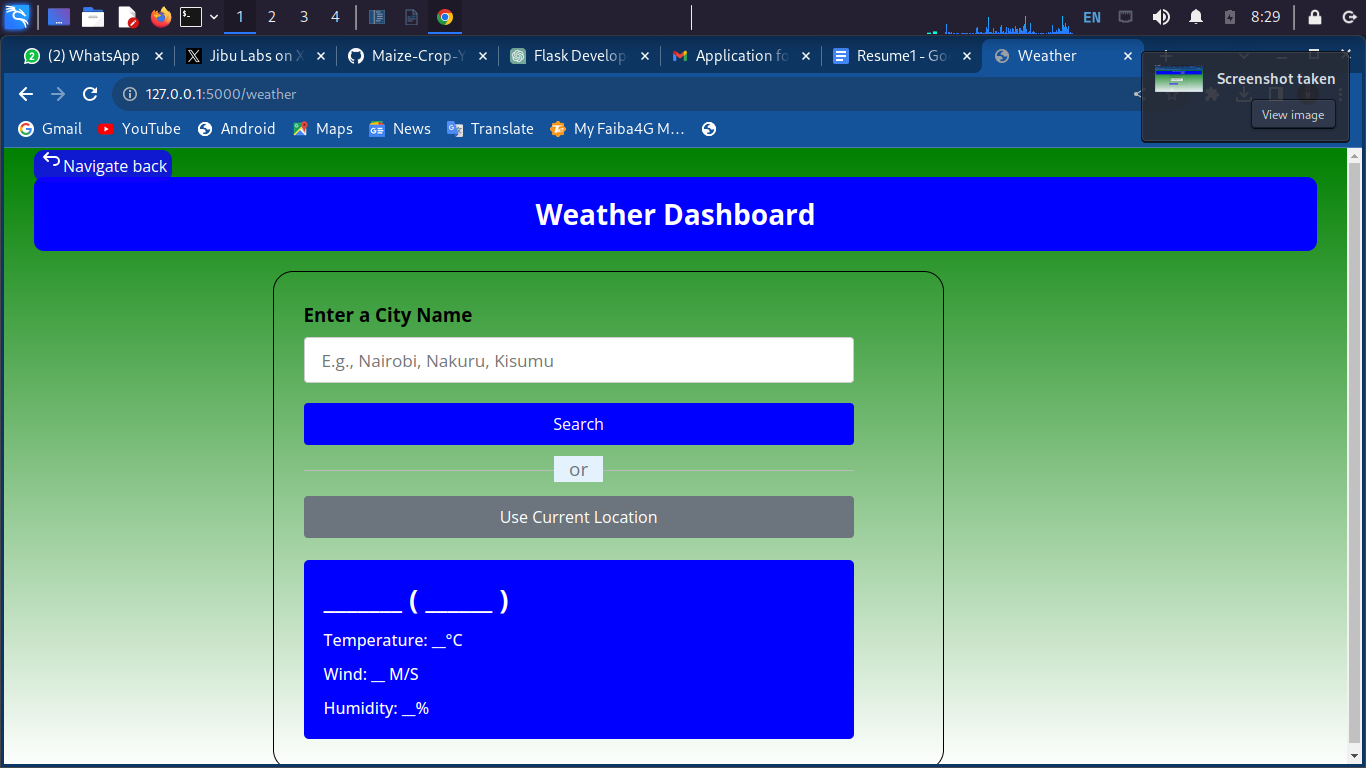 1 2 3 4 EN 8:29
(2) WhatsApp Jibu Labs on X Maize-Crop-Y Flask Develop Application fo Resume1 - Go Weather
Screenshot taken
View image
127.0.0.1:5000/weather
Gmail YouTube Android Maps News Translate My Faiba4G M...
Navigate back
Weather Dashboard
Enter a City Name
E.g., Nairobi, Nakuru, Kisumu
Search
or
Use Current Location
_______ ( ______ )
Temperature: __°C
Wind: __ M/S
Humidity: __%